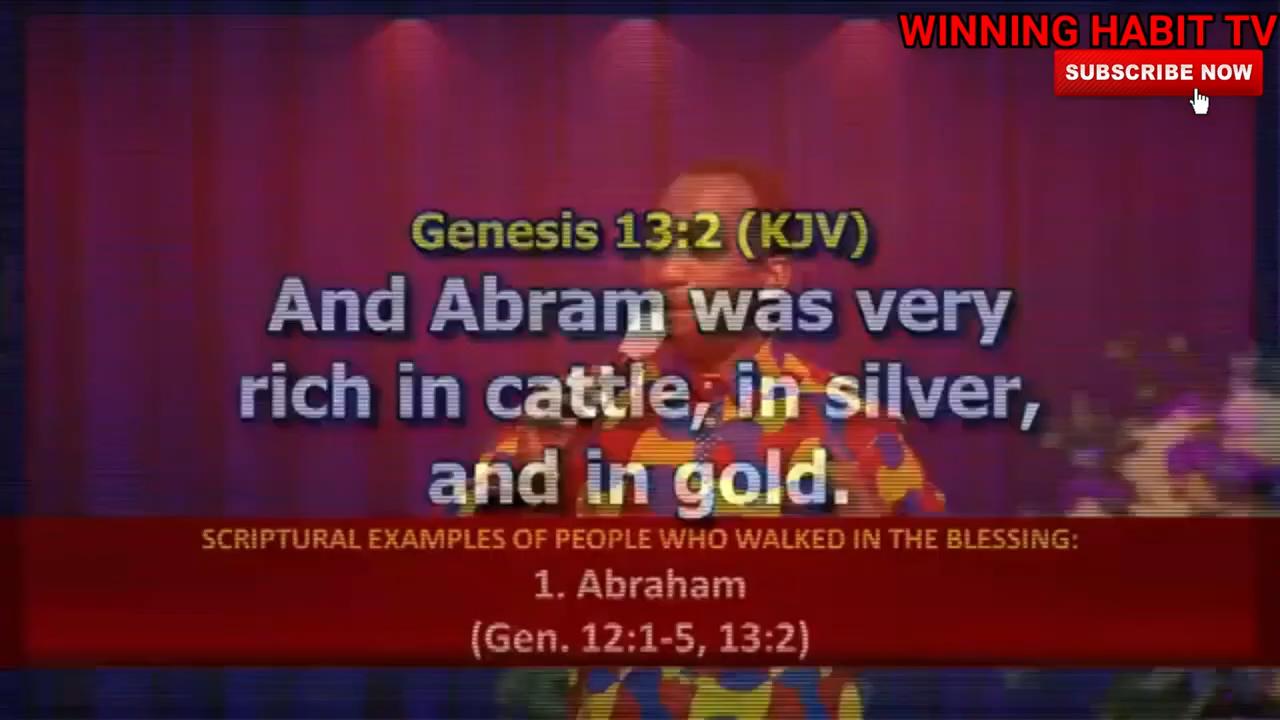 WINNING HABIT TV
SUBSCRIBE NOW
Genesis 13:2 (KJV)
And Abram was very
rich in cattle, in silver,
and in gold.
SCRIPTURAL EXAMPLES OF PEOPLE WHO WALKED IN THE BLESSING:
1. Abraham
(Gen. 12:1-5, 13:2)